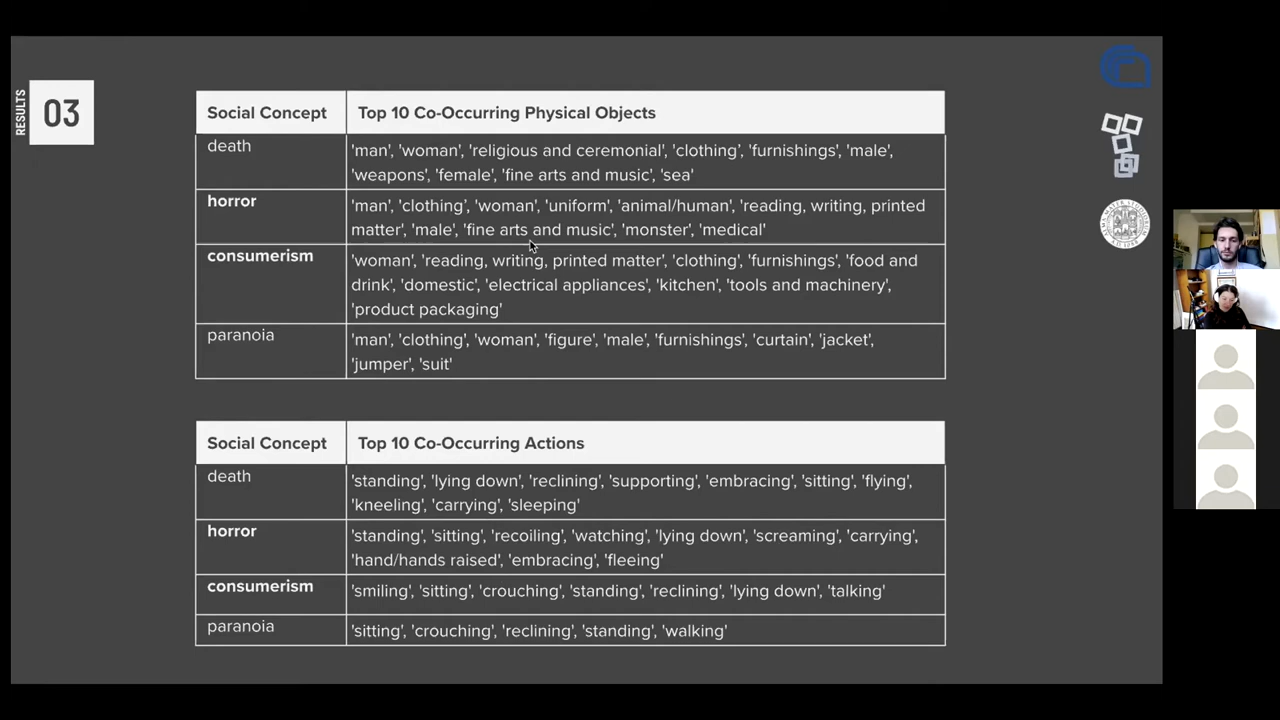 RESULTS
03
Social Concept
Top 10 Co-Occurring Physical Objects
death
'man', 'woman', 'religious and ceremonial', 'clothing', 'furnishings', 'male',
'weapons', 'female', 'fine arts and music', 'sea'
horror
'man', 'clothing', 'woman', 'uniform', 'animal/human', 'reading, writing, printed
matter', 'male', 'fine arts and music', 'monster', 'medical'
consumerism
'woman', 'reading, writing, printed matter', 'clothing', 'furnishings', 'food and
drink', 'domestic', 'electrical appliances', 'kitchen', 'tools and machinery',
'product packaging'
paranoia
'man', 'clothing', 'woman', 'figure', 'male', 'furnishings', 'curtain', 'jacket',
'jumper', 'suit'
Social Concept
Top 10 Co-Occurring Actions
death
'standing', 'lying down', 'reclining', 'supporting', 'embracing', 'sitting', 'flying',
'kneeling', 'carrying', 'sleeping'
horror
'standing', 'sitting', 'recoiling', 'watching', 'lying down', 'screaming', 'carrying',
'hand/hands raised', 'embracing', 'fleeing'
consumerism
'smiling', 'sitting', 'crouching', 'standing', 'reclining', 'lying down', 'talking'
paranoia
'sitting', 'crouching', 'reclining', 'standing', 'walking'